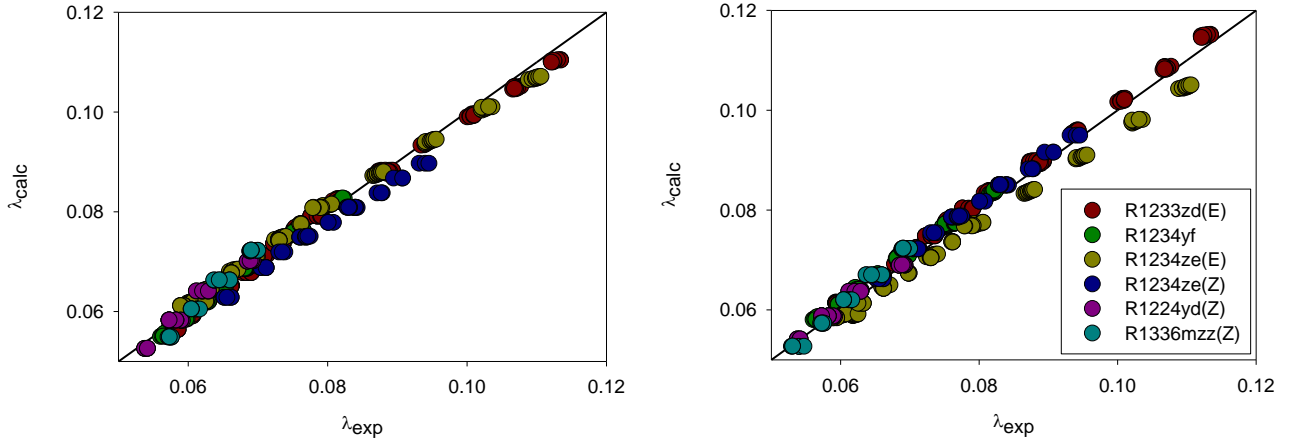 0.12
0.10
0.08
0.06
λcalc
0.06 0.08 0.10 0.12
λexp
0.12
0.10
0.08
0.06
λcalc
0.06 0.08 0.10 0.12
λexp
R1233zd(E)
R1234yf
R1234ze(E)
R1234ze(Z)
R1224yd(Z)
R1336mzz(Z)